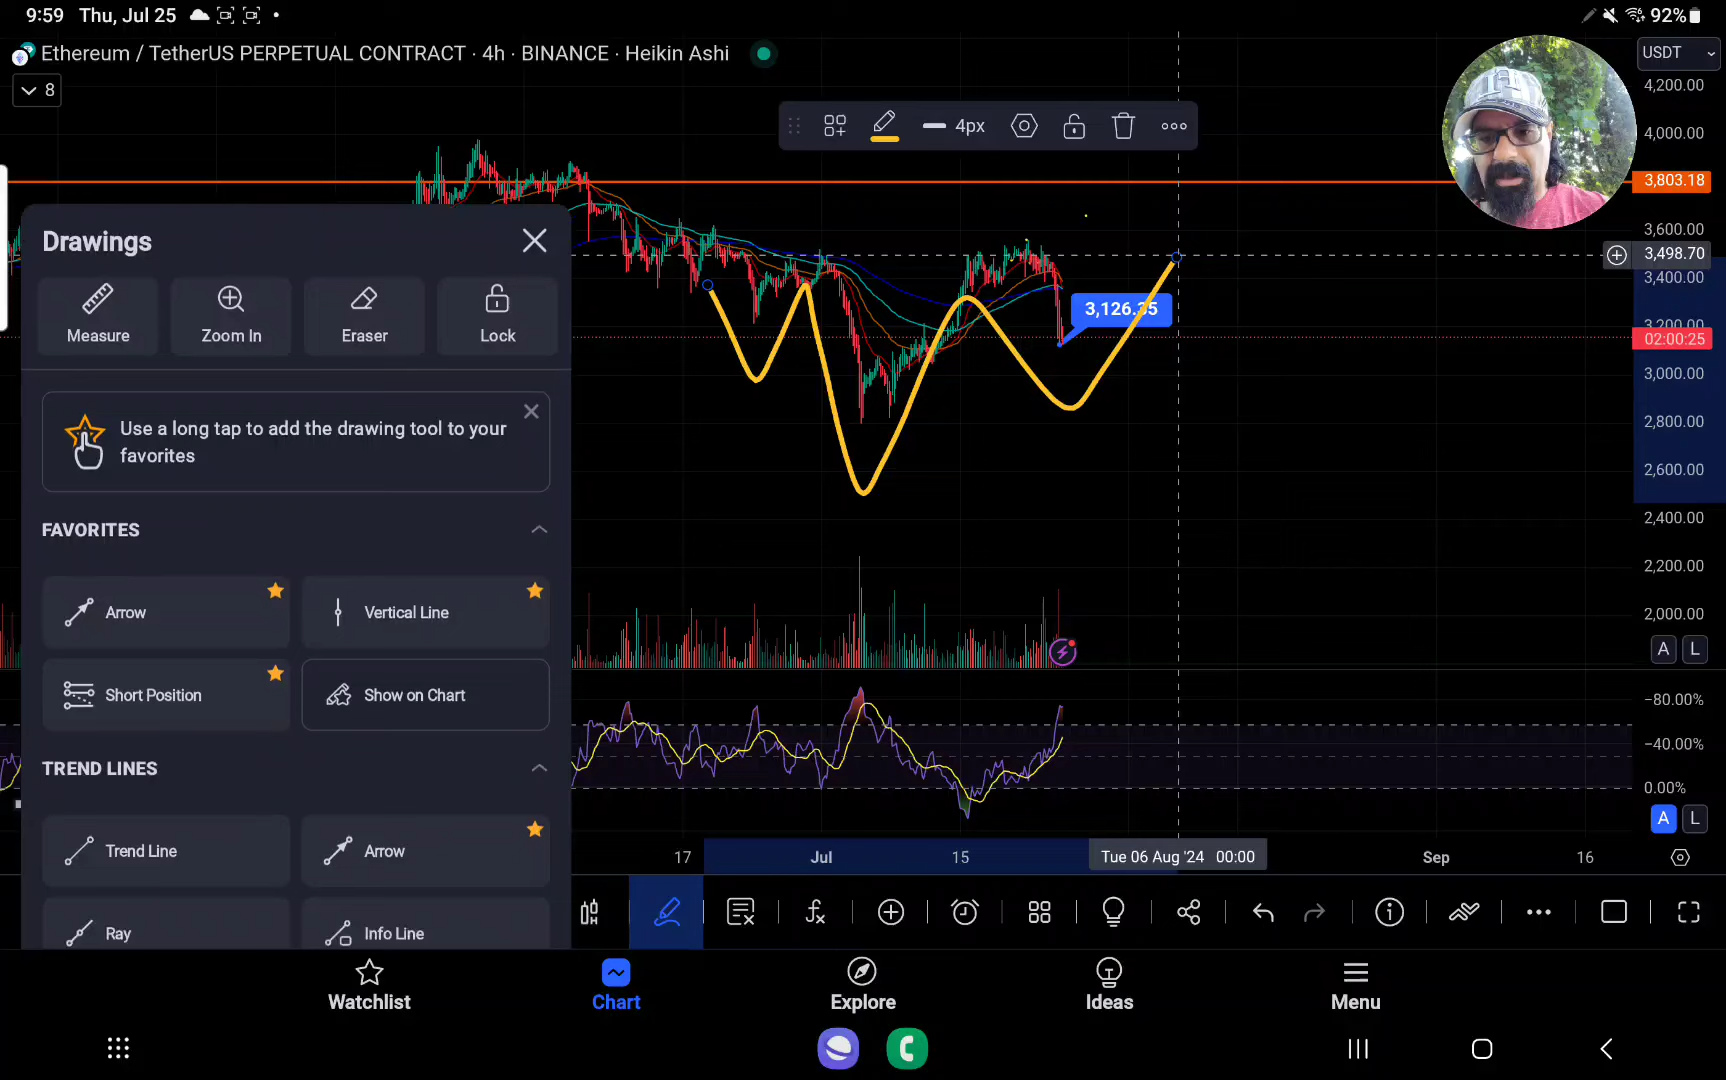 9:59 Thu, Jul 25
92%
Ethereum / TetherUS PERPETUAL CONTRACT · 4h · BINANCE · Heikin Ashi
USDT
8
4px
4,200.00
4,000.00
3,803.18
3,600.00
3,498.70
3,400.00
3,200.00
02:00:25
3,000.00
2,800.00
2,600.00
2,400.00
2,200.00
2,000.00
A L
−80.00%
−40.00%
0.00%
A L
3,126.35
Drawings
Measure
Zoom In
Eraser
Lock
Use a long tap to add the drawing tool to your
favorites
FAVORITES
Arrow
Vertical Line
Short Position
Show on Chart
TREND LINES
Trend Line
Arrow
Ray
Info Line
17
Jul
15
Tue 06 Aug '24 00:00
Sep
16
Watchlist
Chart
Explore
Ideas
Menu